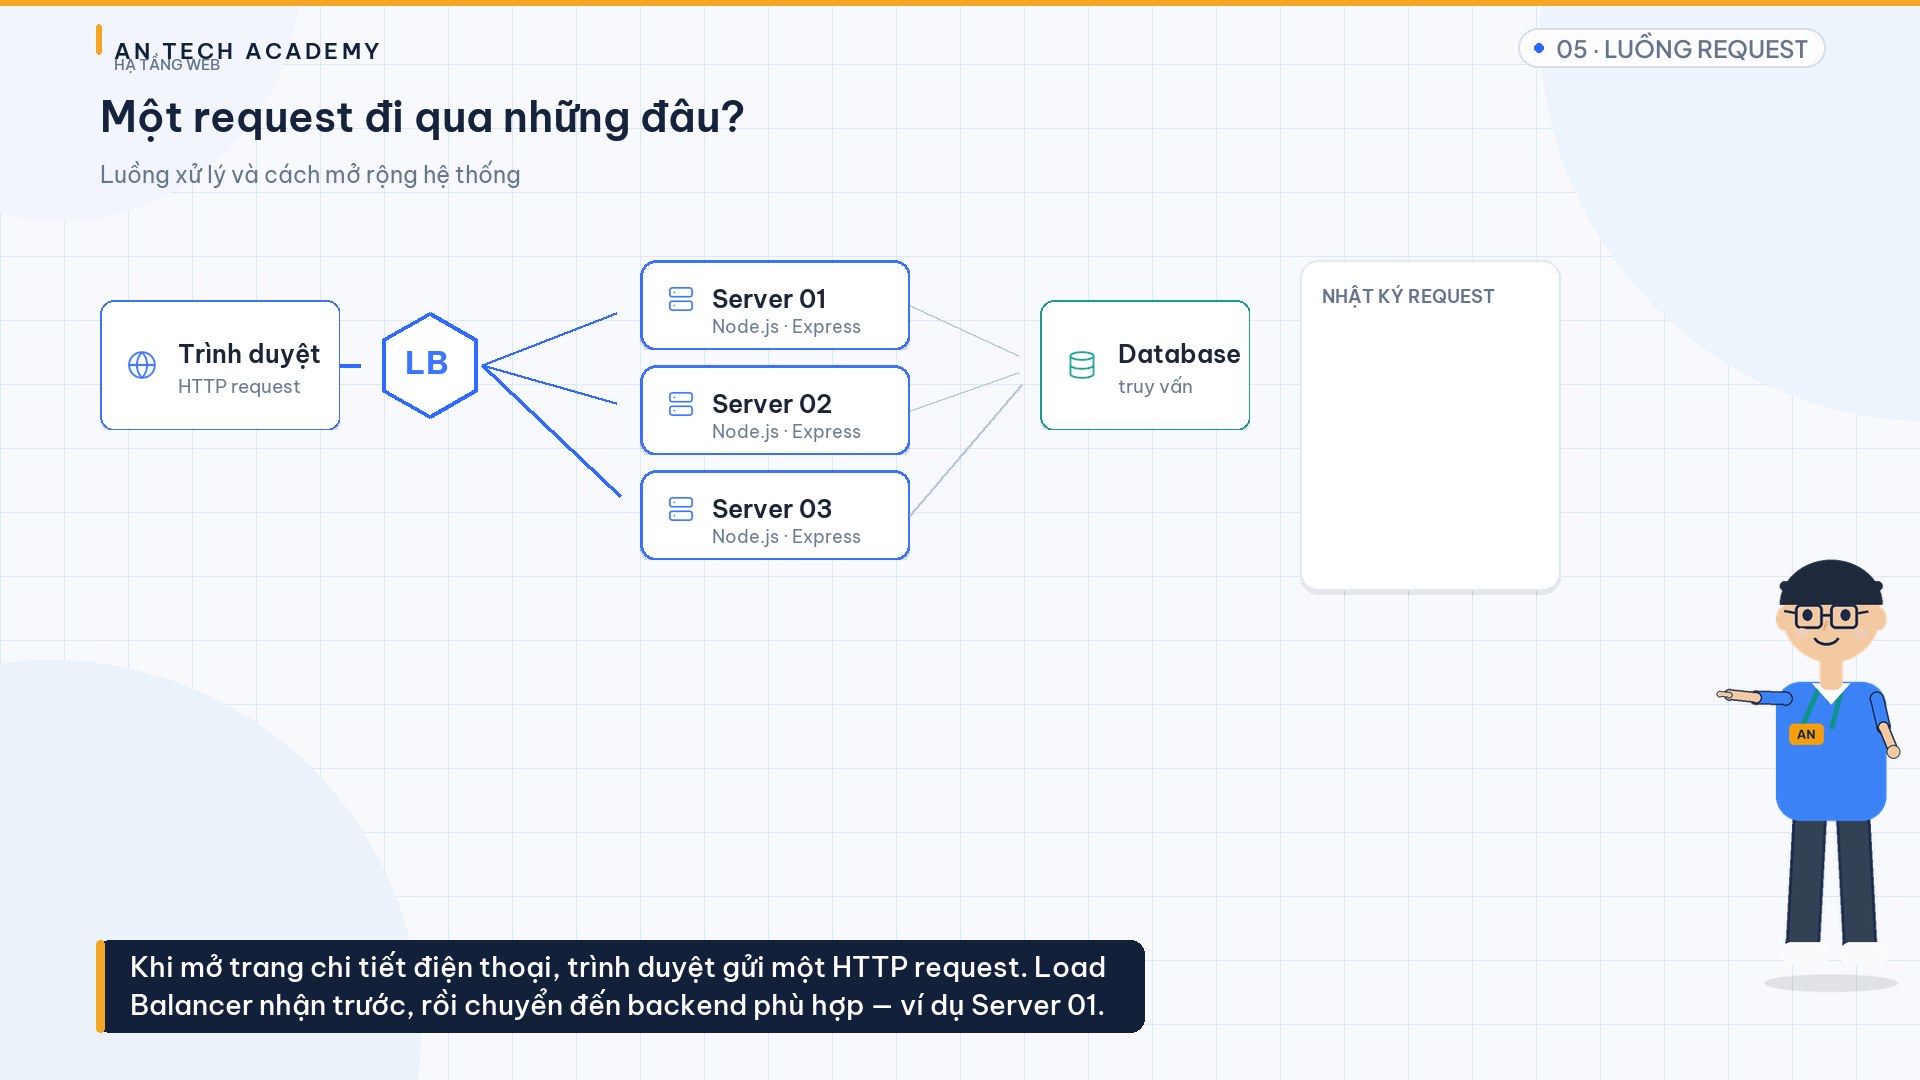 AN TECH ACADEMY
HẠ TẦNG WEB
05 · LUỒNG REQUEST
Một request đi qua những đâu?
Luồng xử lý và cách mở rộng hệ thống
Trình duyệt
HTTP request
LB
Server 01
Node.js · Express
Server 02
Node.js · Express
Server 03
Node.js · Express
Database
truy vấn
NHẬT KÝ REQUEST
AN
Khi mở trang chi tiết điện thoại, trình duyệt gửi một HTTP request. Load
Balancer nhận trước, rồi chuyển đến backend phù hợp — ví dụ Server 01.